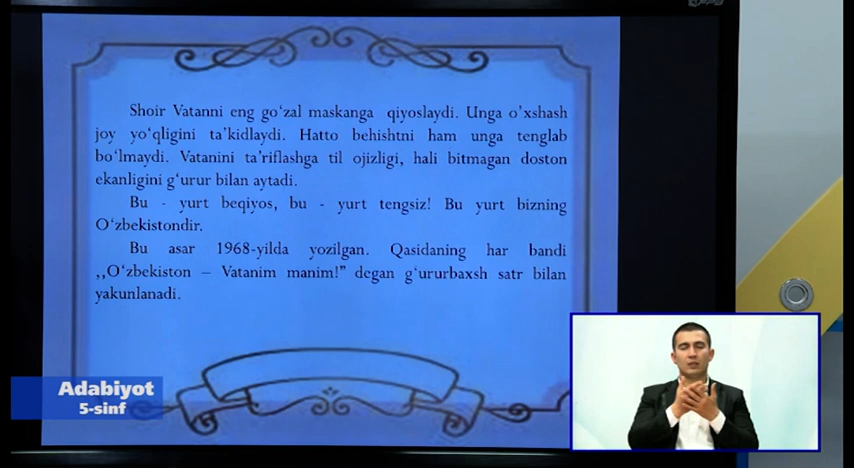 Shoir Vatanni eng go‘zal maskanga qiyoslaydi. Unga o'xshash
joy yo‘qligini ta’kidlaydi. Hatto behishtni ham unga tenglab
bo‘lmaydi. Vatanini ta’riflashga til ojizligi, hali bitmagan doston
ekanligini g‘urur bilan aytadi.
Bu - yurt beqiyos, bu - yurt tengsiz! Bu yurt bizning
O‘zbekistondir.
Bu asar 1968-yilda yozilgan. Qasidaning har bandi
,,O‘zbekiston – Vatanim manim!” degan g‘ururbaxsh satr bilan
yakunlanadi.
Adabiyot
5-sinf